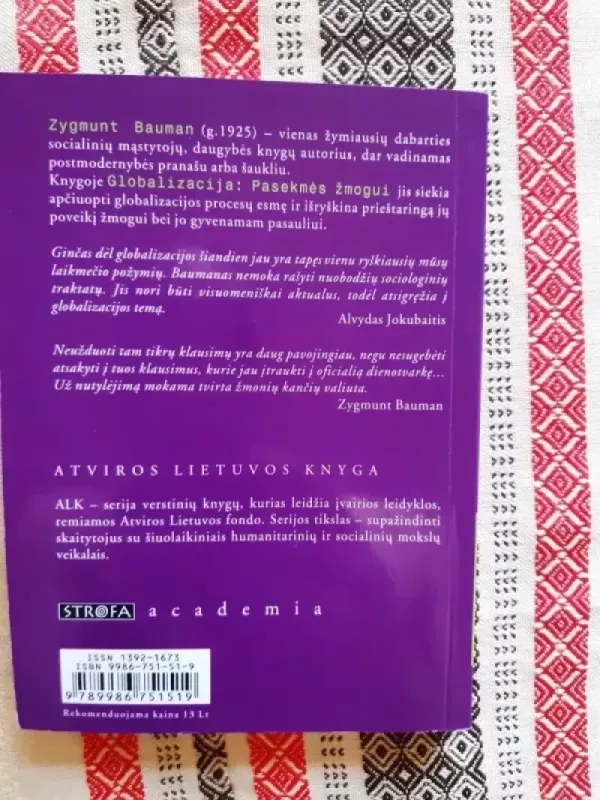 Zygmunt Bauman (g.1925) – vienas žymiausių dabarties
socialinių mąstytojų, daugybės knygų autorius, dar vadinamas
postmodernybės pranašu arba šaukliu.
Knygoje Globalizacija: Pasekmės žmogui jis siekia
apčiuopti globalizacijos procesų esmę ir išryškina prieštaringą jų
poveikį žmogui bei jo gyvenamam pasauliui.
Ginčas dėl globalizacijos šiandien jau yra tapęs vienu ryškiausių mūsų
laikmečio požymių. Baumanas nemoka rašyti nuobodžių sociologinių
traktatų. Jis nori būti visuomeniškai aktualus, todėl atsigręžia į
globalizacijos temą.
Alvydas Jokubaitis
Neužduoti tam tikrų klausimų yra daug pavojingiau, negu nesugebėti
atsakyti į tuos klausimus, kurie jau įtraukti į oficialią dienotvarkę...
Už nutylėjimą mokama tvirta žmonių kančių valiuta.
Zygmunt Bauman
ATVIROS LIETUVOS KNYGA
ALK – serija verstinių knygų, kurias leidžia įvairios leidyklos,
remiamos Atviros Lietuvos fondo. Serijos tikslas – supažindinti
skaitytojus su šiuolaikiniais humanitarinių ir socialinių mokslų
veikalais.
STROFA academia
ISSN 1392-1673
ISBN 9986-751-51-9
9 789986 751519
Rekomenduojama kaina 13 Lt